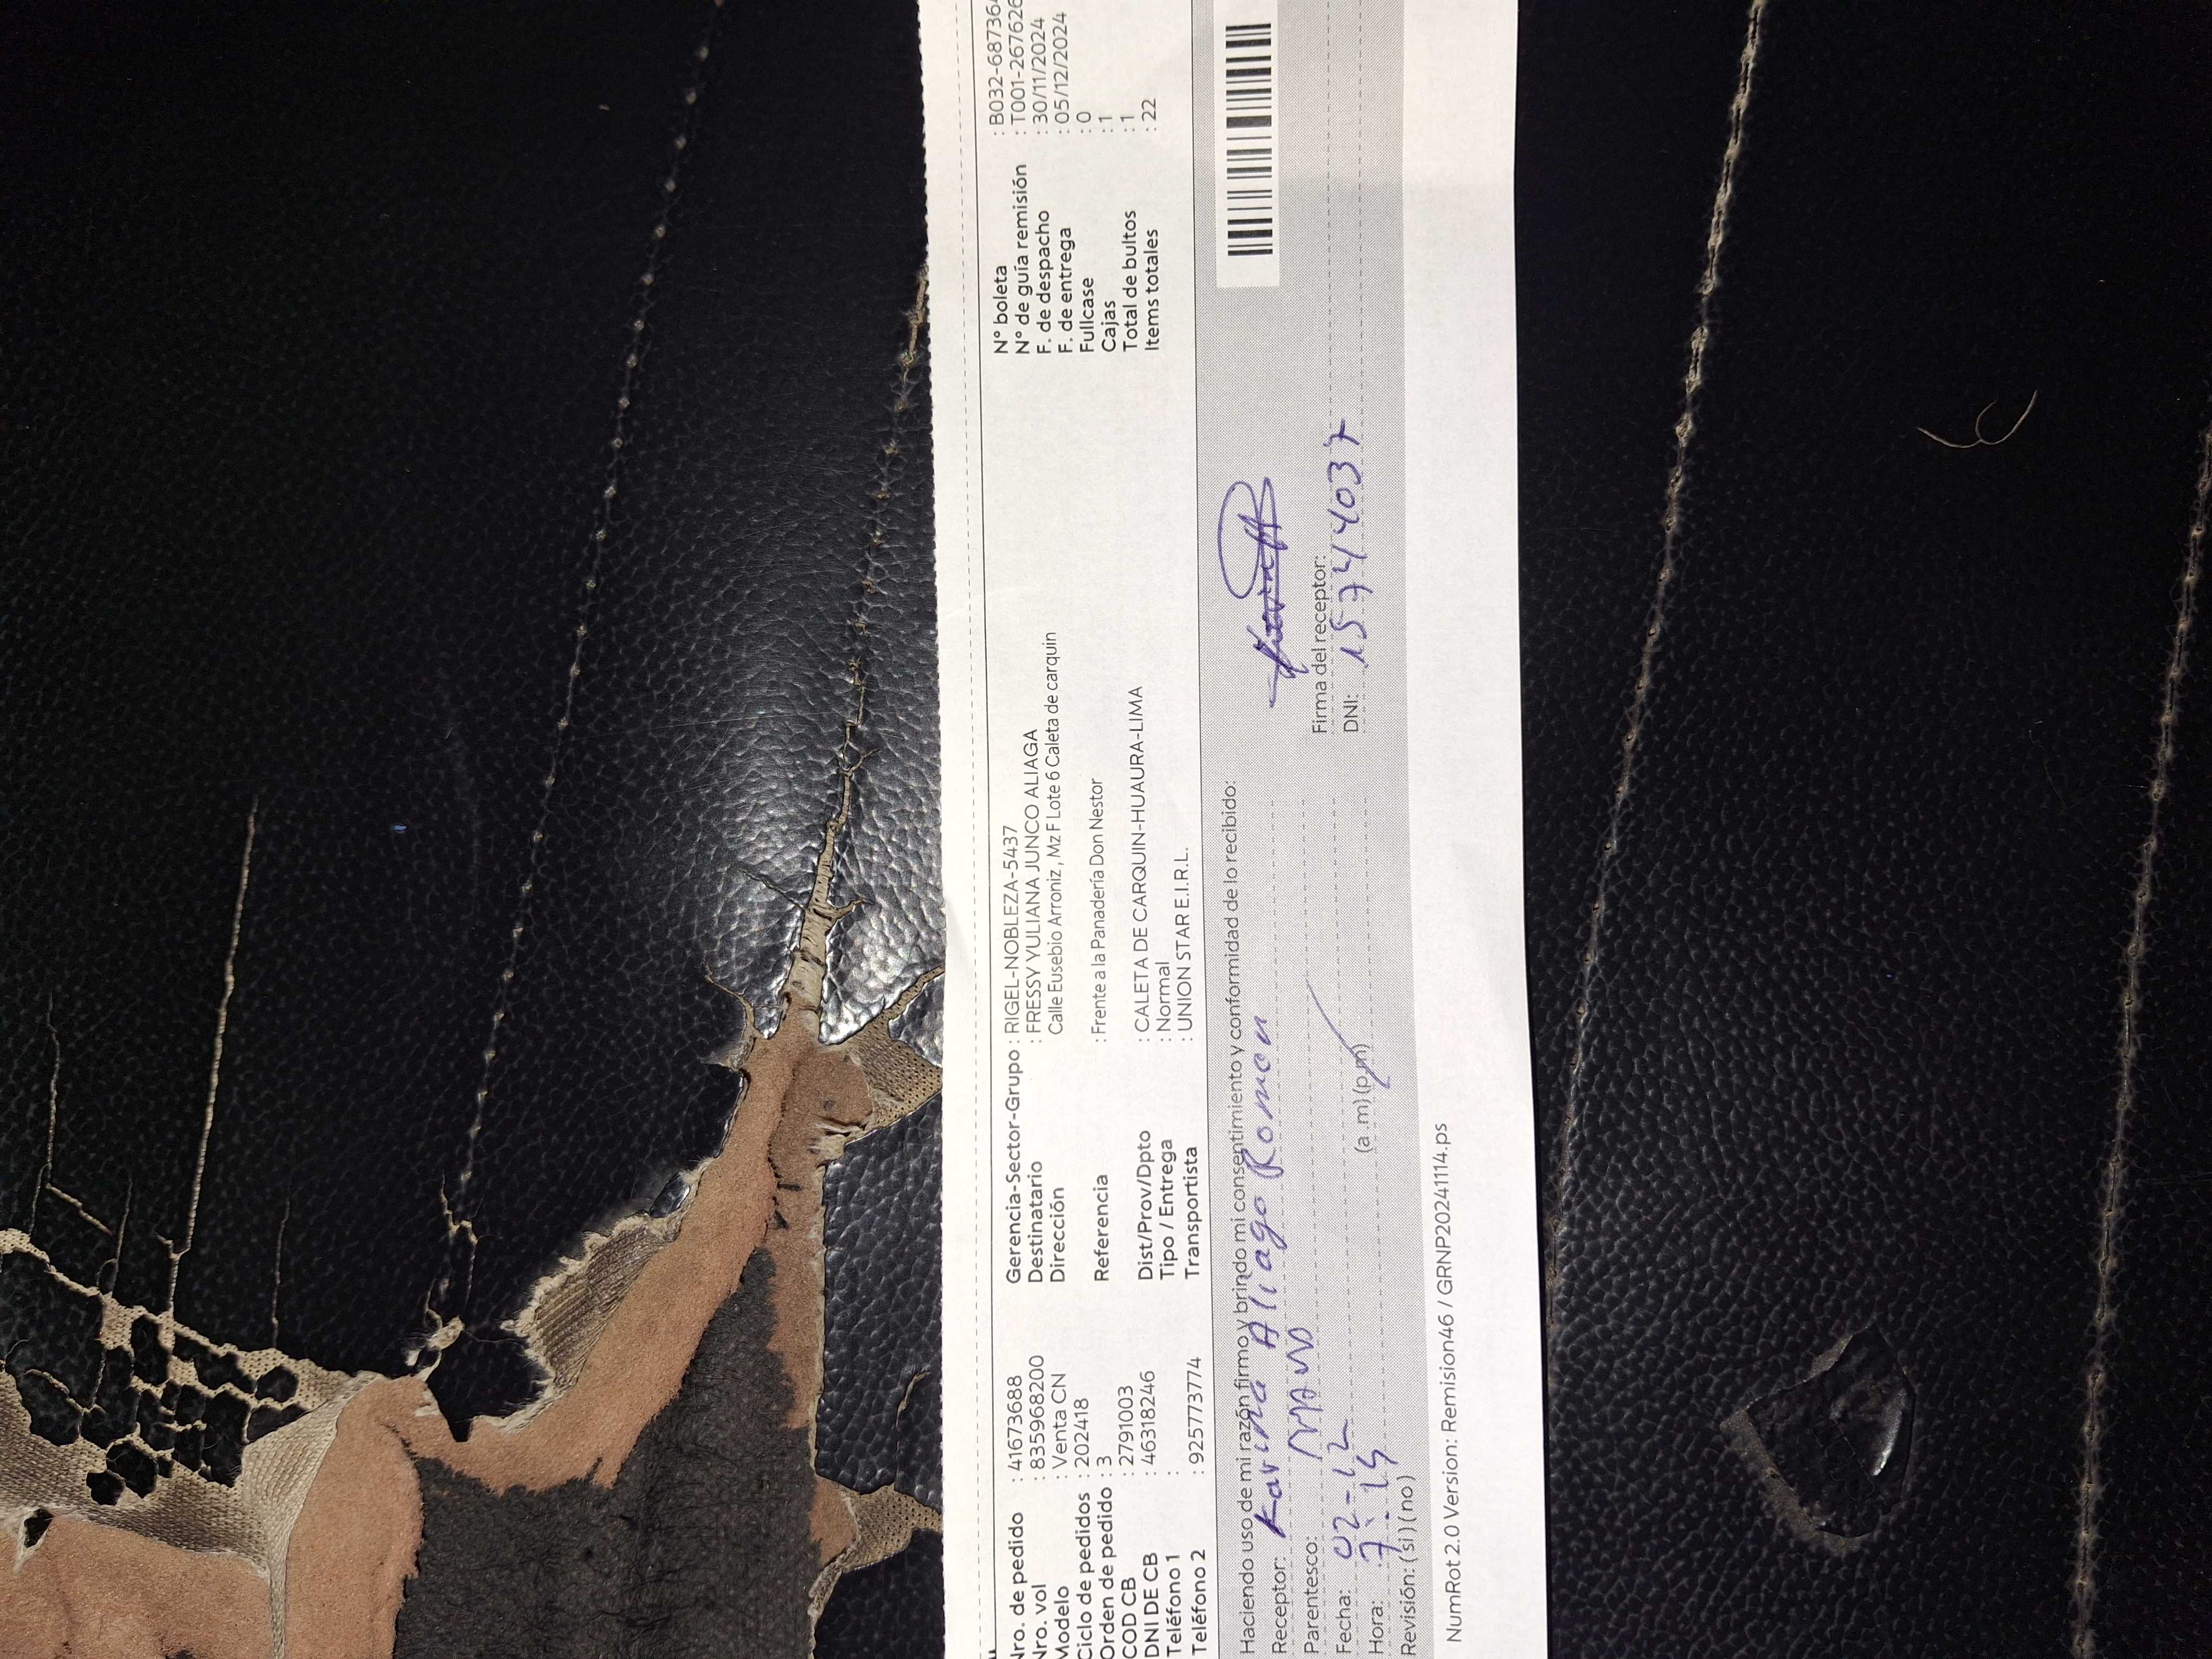 Nro. de pedido : 41673688
Nro. vol : 835968200
Modelo : Venta CN
Ciclo de pedidos : 202418
Orden de pedido : 3
COD CB : 2791003
DNI DE CB : 46318246
Teléfono 1 :
Teléfono 2 : 925773774
Gerencia-Sector-Grupo : RIGEL-NOBLEZA-5437
Destinatario : FRESSY YULIANA JUNCO ALIAGA
Dirección Calle Eusebio Arroniz , Mz F Lote 6 Caleta de carquin
Referencia : Frente a la Panadería Don Nestor
Dist/Prov/Dpto : CALETA DE CARQUIN-HUAURA-LIMA
Tipo / Entrega : Normal
Transportista : UNION STAR E.I.R.L.
N° boleta : B032-68736
N° de guía remisión : T001-267626
F. de despacho : 30/11/2024
F. de entrega : 05/12/2024
Fullcase : 0
Cajas : 1
Total de bultos : 1
Items totales : 22
Haciendo uso de mi razón firmo y brindo mi consentimiento y conformidad de lo recibido:
Receptor: Karina Aliaga Roman
Parentesco:
Fecha: 02-12
Hora: 7:15 (a.m)(p.m)
Revisión: (si) (no)
Firma del receptor:
DNI: 15744037
NumRot 2.0 Version: Remision46 / GRNP20241114.ps